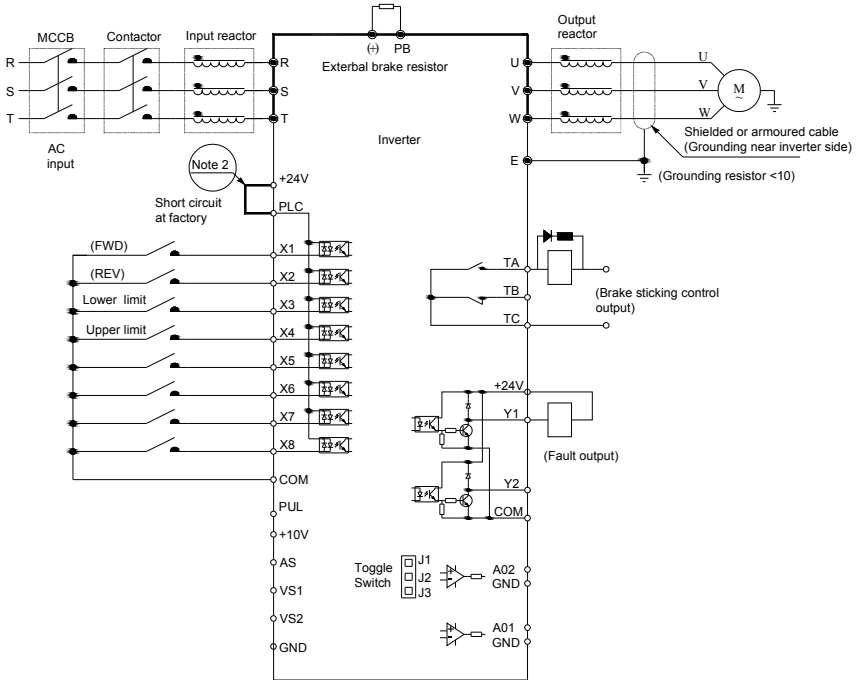 MCCB
Contactor
Input reactor
(+) PB
Output
reactor
R
S
T
R
S
T
Exterbal brake resistor
U
V
W
U
V
W
M
~
AC
input
Inverter
E
Shielded or armoured cable
(Grounding near inverter side)
(Grounding resistor <10)
Note 2
+24V
Short circuit
at factory
PLC
(FWD)
X1
(REV)
X2
Lower limit
X3
Upper limit
X4
X5
X6
X7
X8
COM
PUL
+10V
AS
VS1
VS2
GND
TA
TB
TC
(Brake sticking control
output)
+24V
Y1
(Fault output)
Y2
COM
Toggle
Switch
J1
J2
J3
A02
GND
A01
GND